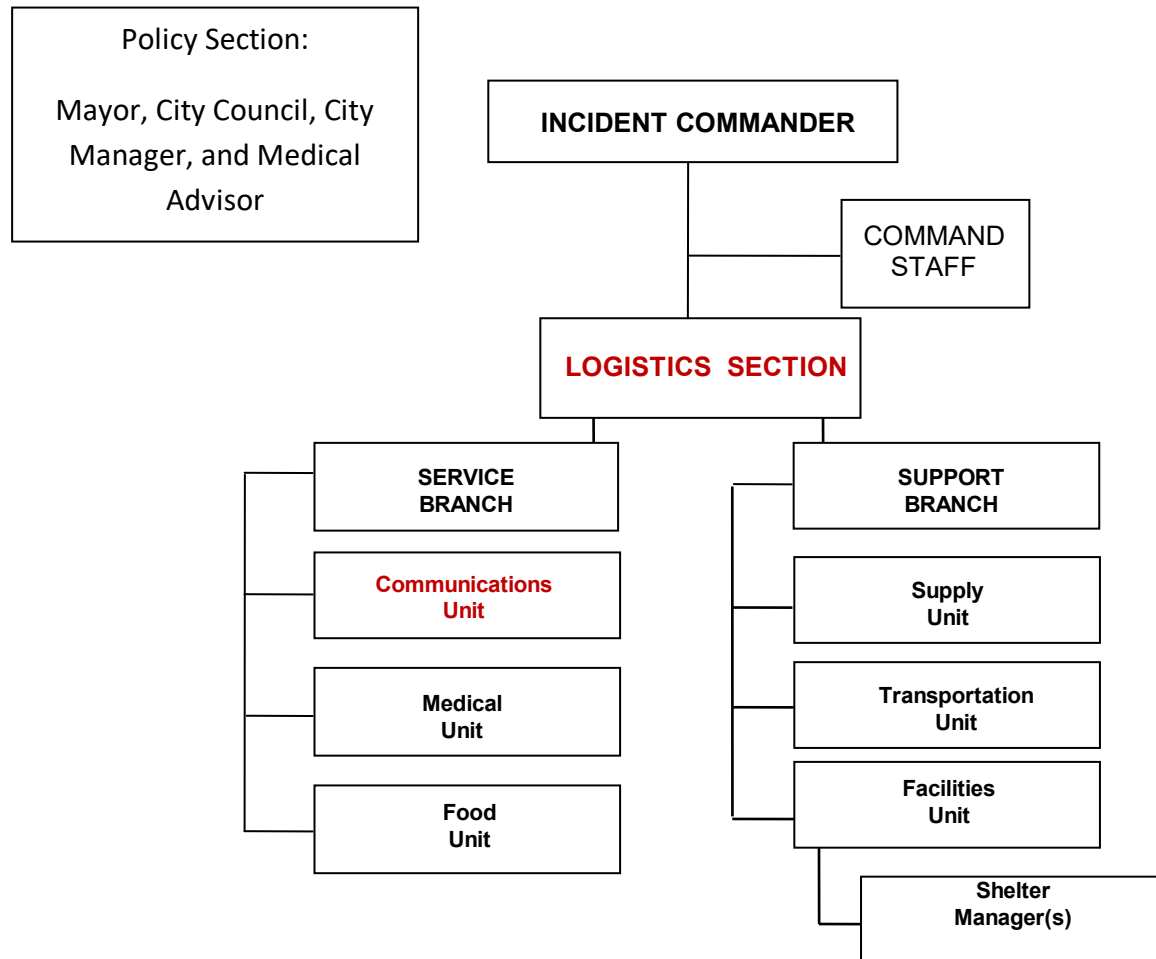 Policy Section:
Mayor, City Council, City
Manager, and Medical
Advisor
INCIDENT COMMANDER
COMMAND
STAFF
LOGISTICS SECTION
SERVICE
BRANCH
Communications
Unit
Medical
Unit
Food
Unit
SUPPORT
BRANCH
Supply
Unit
Transportation
Unit
Facilities
Unit
Shelter
Manager(s)